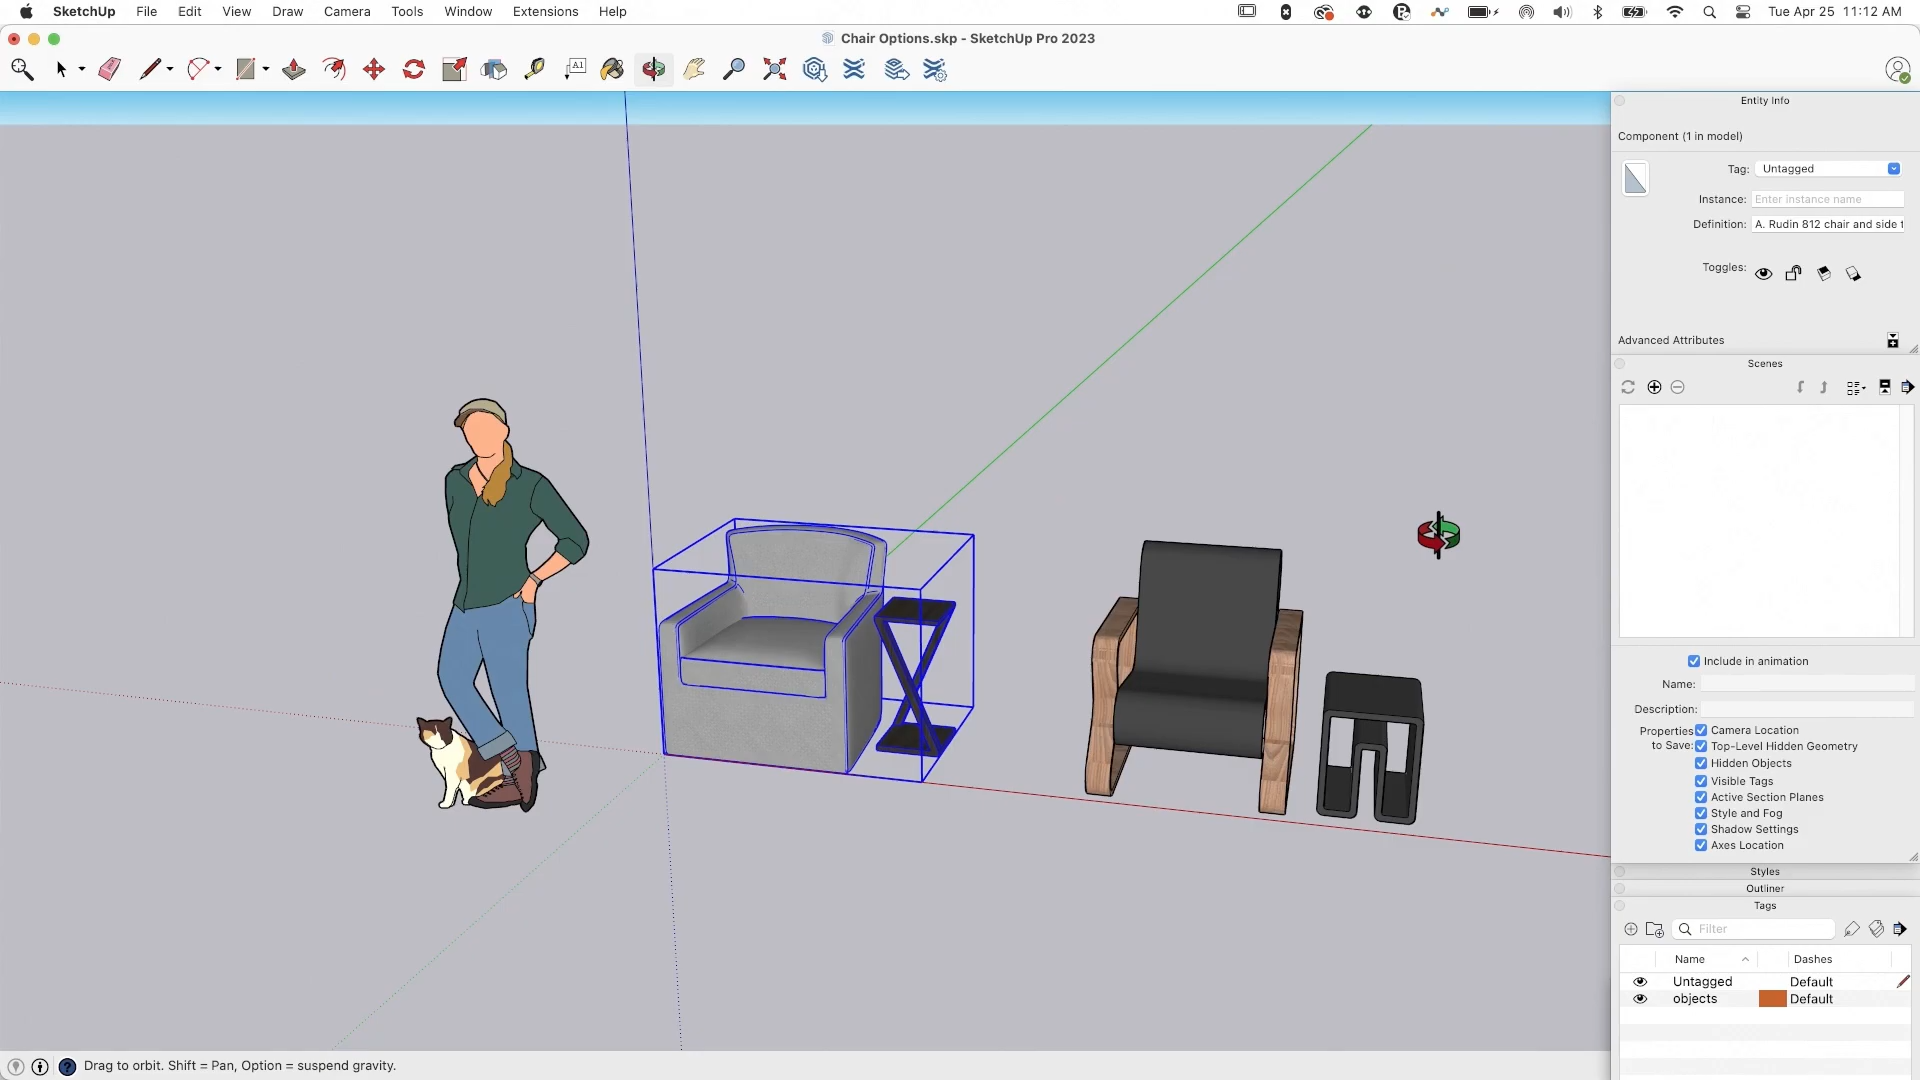 SketchUp File Edit View Draw Camera Tools Window Extensions Help Tue Apr 25 11:12 AM
Chair Options.skp - SketchUp Pro 2023
A1
Entity Info
Component (1 in model)
Tag: Untagged
Instance: Enter instance name
Definition: A. Rudin 812 chair and side t
Toggles:
Advanced Attributes
Scenes
Include in animation
Name:
Description:
Properties to Save:
Camera Location
Top-Level Hidden Geometry
Hidden Objects
Visible Tags
Active Section Planes
Style and Fog
Shadow Settings
Axes Location
Styles
Outliner
Tags
Filter
Name Dashes
Untagged Default
objects Default
Drag to orbit. Shift = Pan, Option = suspend gravity.